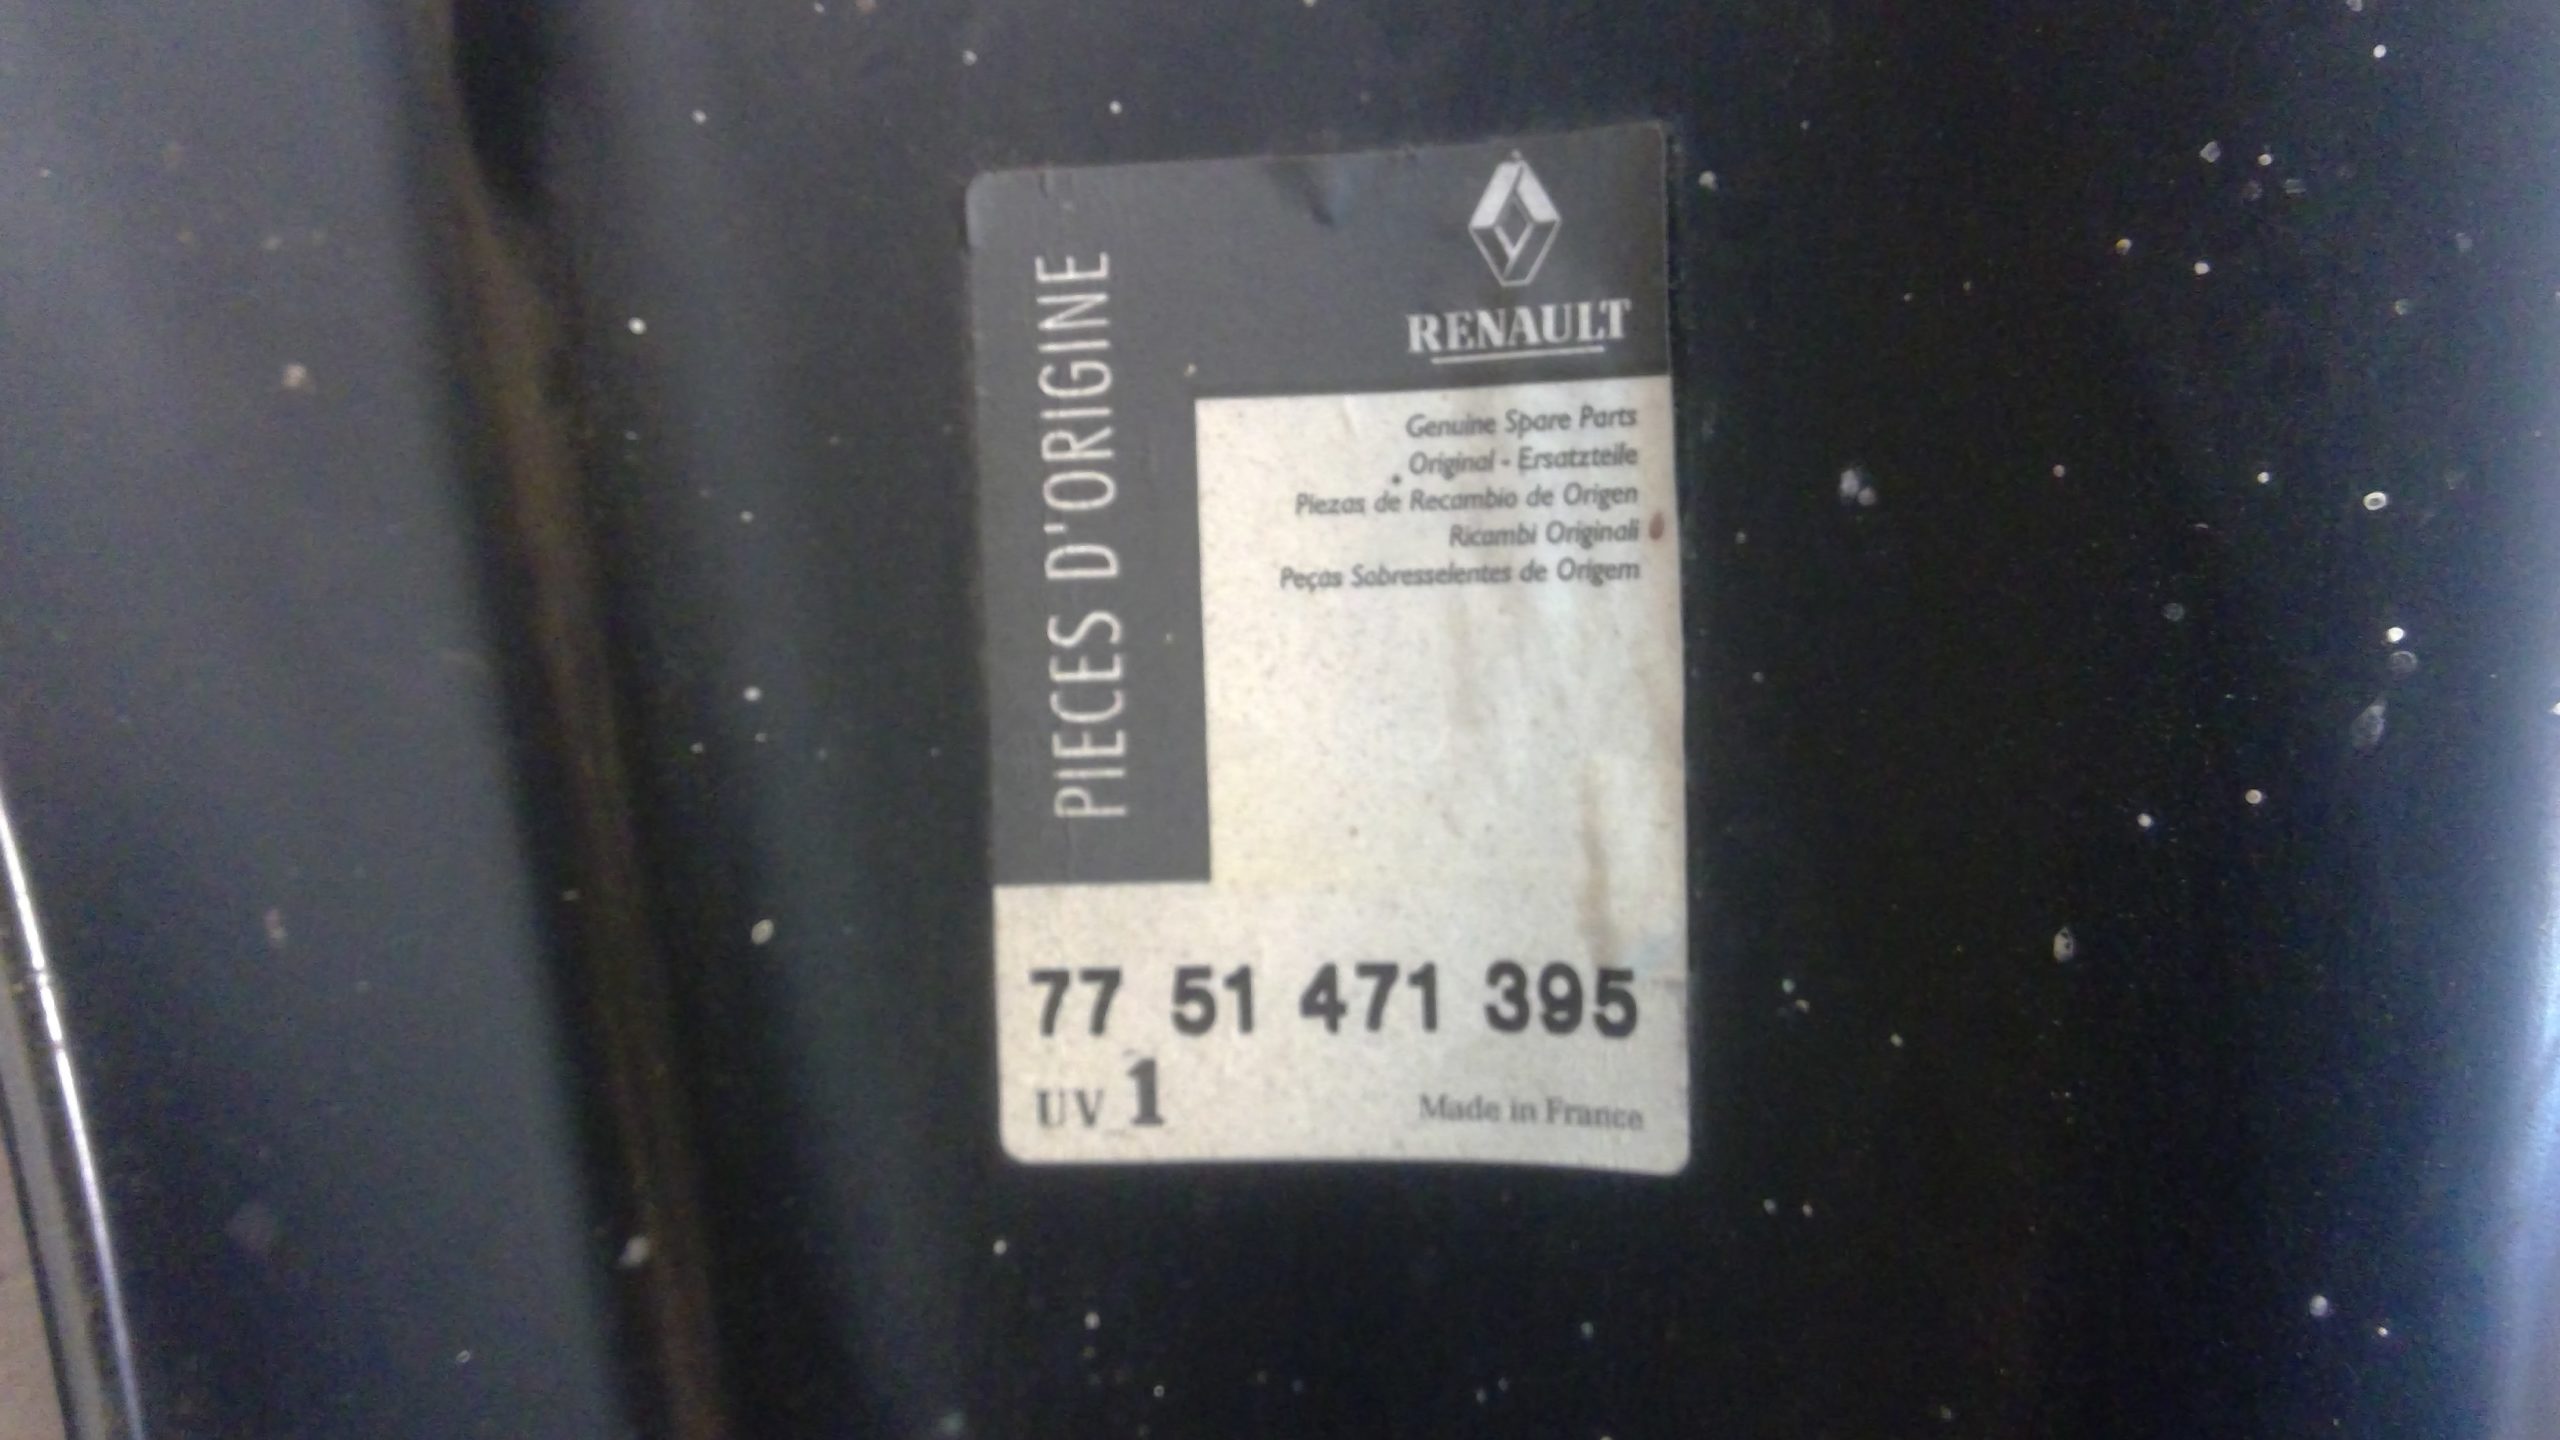 RENAULT
PIECES D'ORIGINE
Genuine Spare Parts
Original - Ersatzteile
Piezas de Recambio de Origen
Ricambi Originali
Peças Sobresselentes de Origem
77 51 471 395
UV 1
Made in France